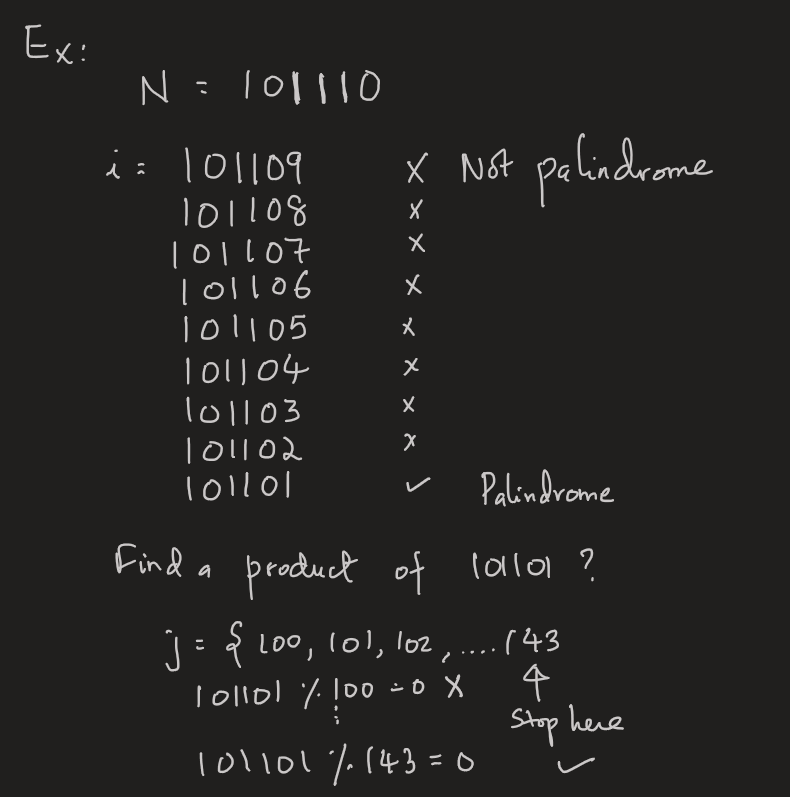 Ex:
N = 101110
i = 101109 x Not palindrome
101108 x
101107 x
101106 x
101105 x
101104 x
101103 x
101102 x
101101 ✓ Palindrome
Find a product of 101101 ?
j = { 100, 101, 102, .... 143
101101 % 100 = 0 x ↑
⋮ Stop here
101101 % 143 = 0 ✓